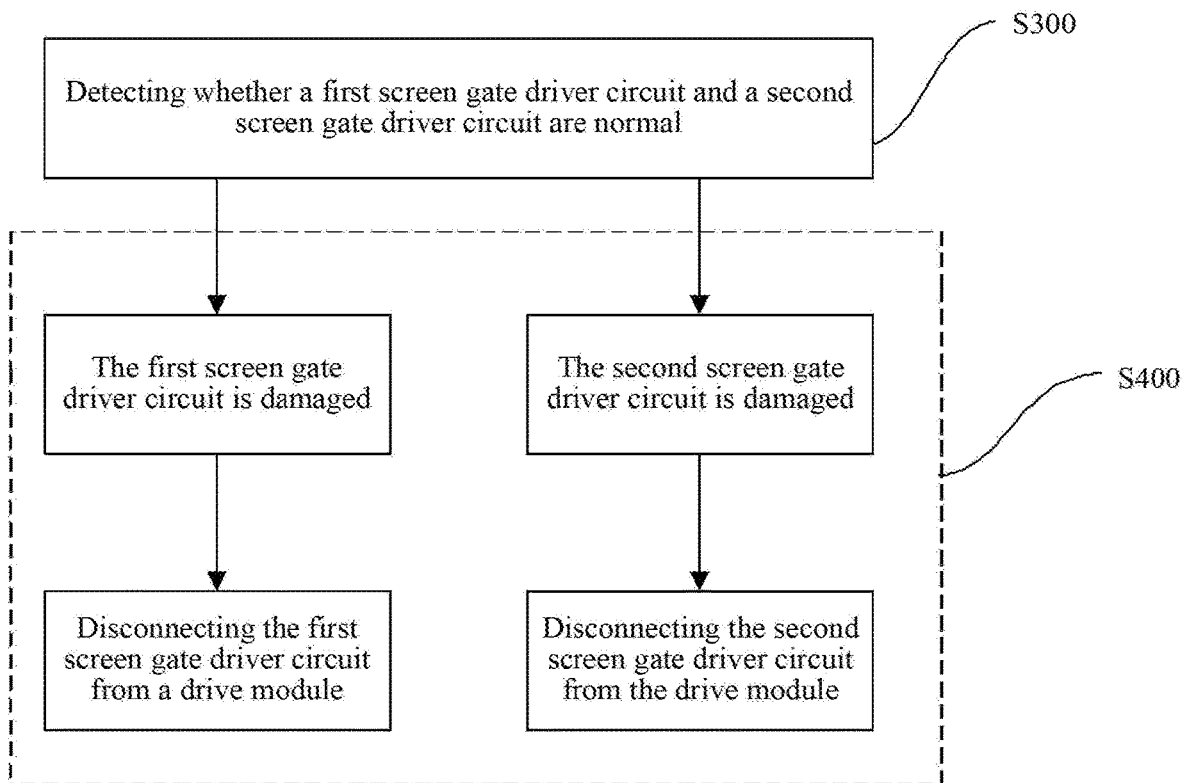 S300
Detecting whether a first screen gate driver circuit and a second
screen gate driver circuit are normal
The first screen gate
driver circuit is damaged
The second screen gate
driver circuit is damaged
S400
Disconnecting the first
screen gate driver circuit
from a drive module
Disconnecting the second
screen gate driver circuit
from the drive module